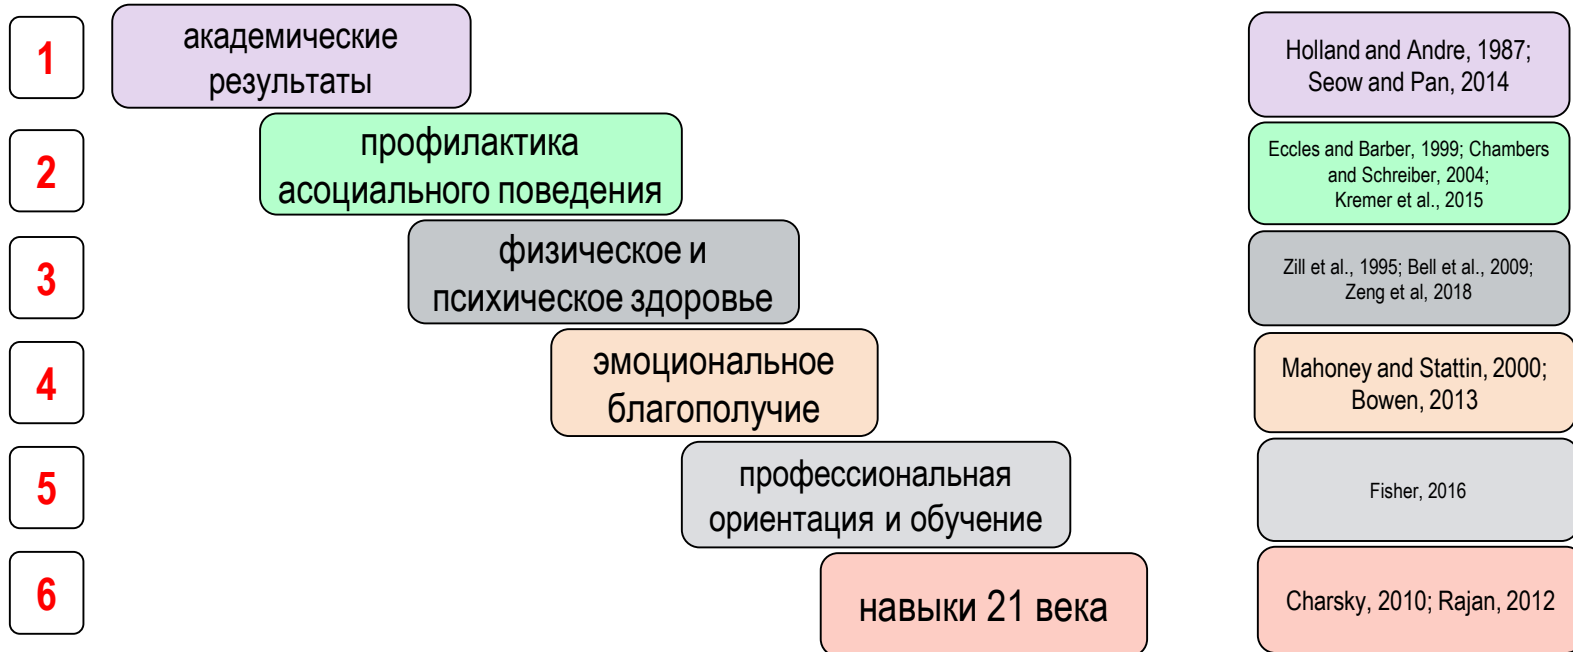 1
академические
результаты
Holland and Andre, 1987;
Seow and Pan, 2014
2
профилактика
асоциального поведения
Eccles and Barber, 1999; Chambers
and Schreiber, 2004;
Kremer et al., 2015
3
физическое и
психическое здоровье
Zill et al., 1995; Bell et al., 2009;
Zeng et al, 2018
4
эмоциональное
благополучие
Mahoney and Stattin, 2000;
Bowen, 2013
5
профессиональная
ориентация и обучение
Fisher, 2016
6
навыки 21 века
Charsky, 2010; Rajan, 2012